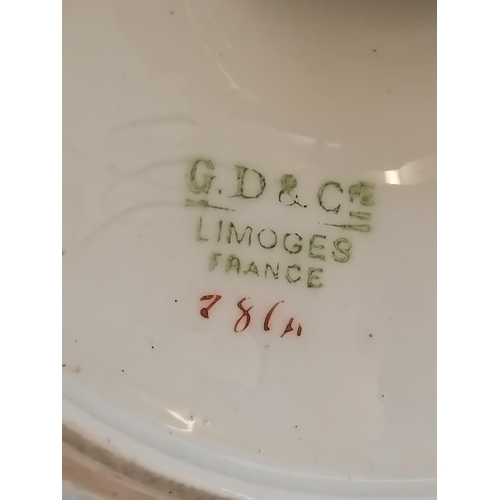 G.D & Cie
LIMOGES
FRANCE